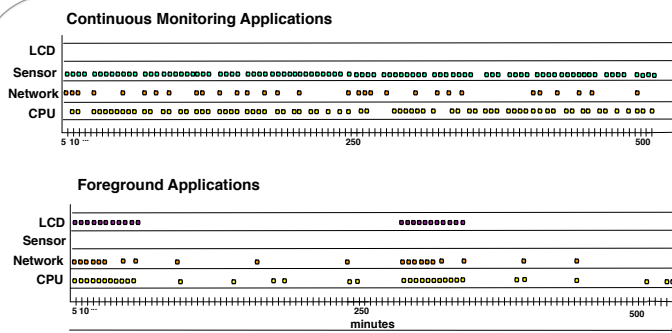 Continuous Monitoring Applications
LCD
Sensor
Network
CPU
5 10 ... 250 500
Foreground Applications
LCD
Sensor
Network
CPU
5 10 ... 250 500
minutes